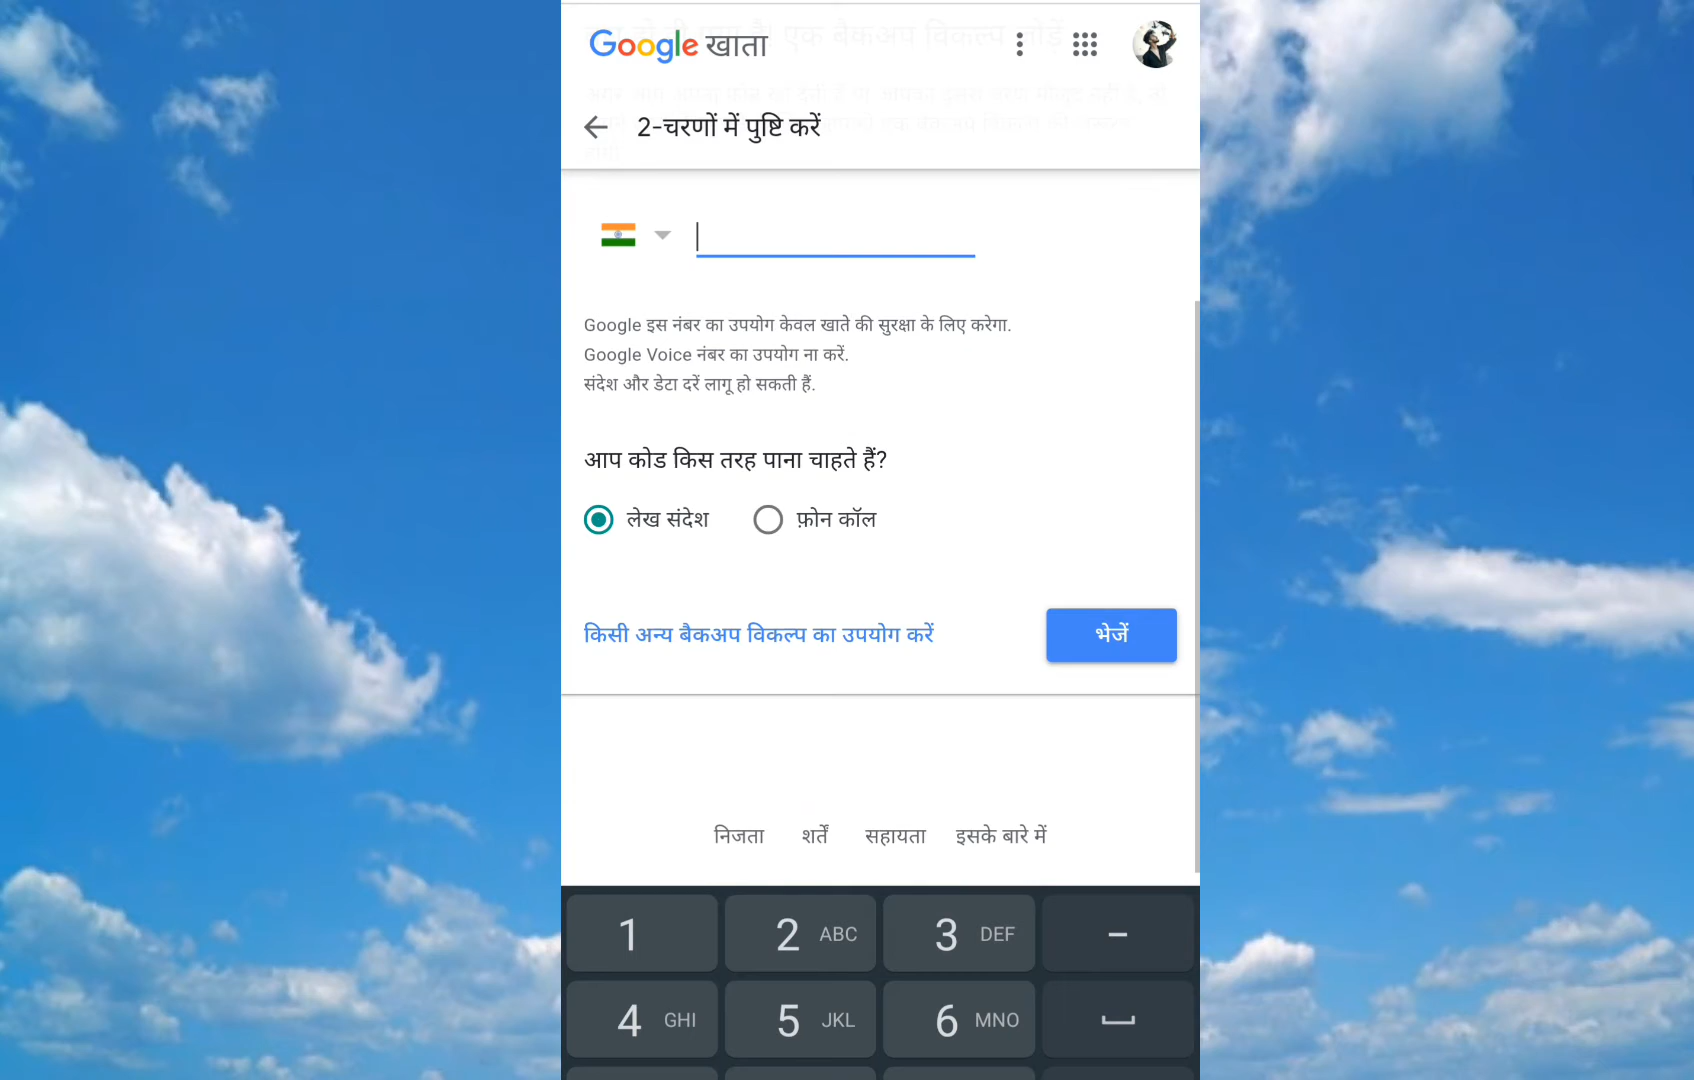 Google खाता
2-चरणों में पुष्टि करें
Google इस नंबर का उपयोग केवल खाते की सुरक्षा के लिए करेगा.
Google Voice नंबर का उपयोग ना करें.
संदेश और डेटा दरें लागू हो सकती हैं.
आप कोड किस तरह पाना चाहते हैं?
लेख संदेश फ़ोन कॉल
किसी अन्य बैकअप विकल्प का उपयोग करें भेजें
निजता शर्तें सहायता इसके बारे में
1 2 ABC 3 DEF –
4 GHI 5 JKL 6 MNO